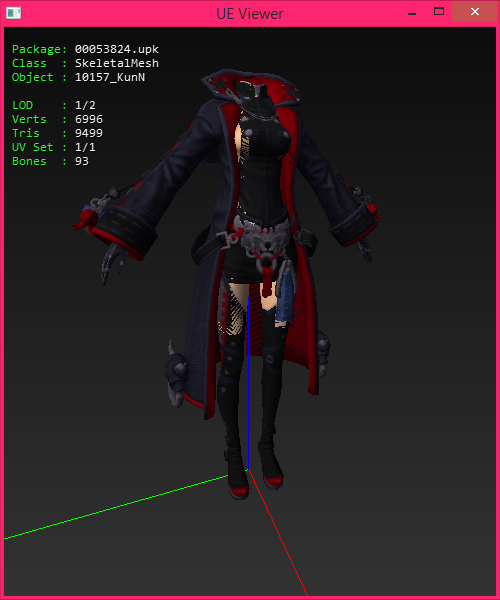 UE Viewer
Package: 00053824.upk
Class  : SkeletalMesh
Object : 10157_KunN
LOD    : 1/2
Verts  : 6996
Tris   : 9499
UV Set : 1/1
Bones  : 93